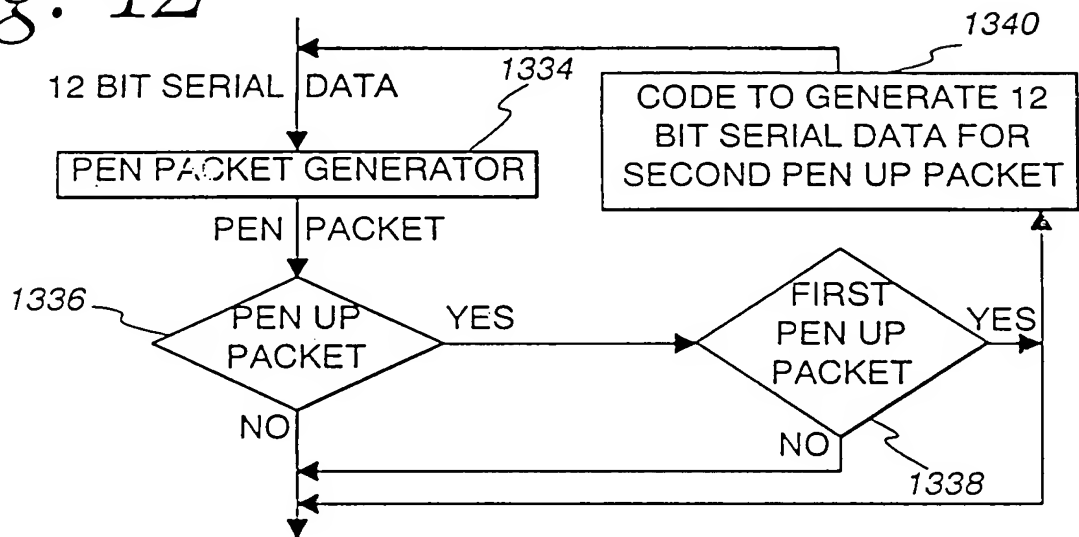 g. 12
1340
1334
12 BIT SERIAL DATA
CODE TO GENERATE 12
BIT SERIAL DATA FOR
SECOND PEN UP PACKET
PEN PACKET GENERATOR
PEN PACKET
1336
PEN UP
PACKET
YES
FIRST
PEN UP
PACKET
YES
NO
NO
1338